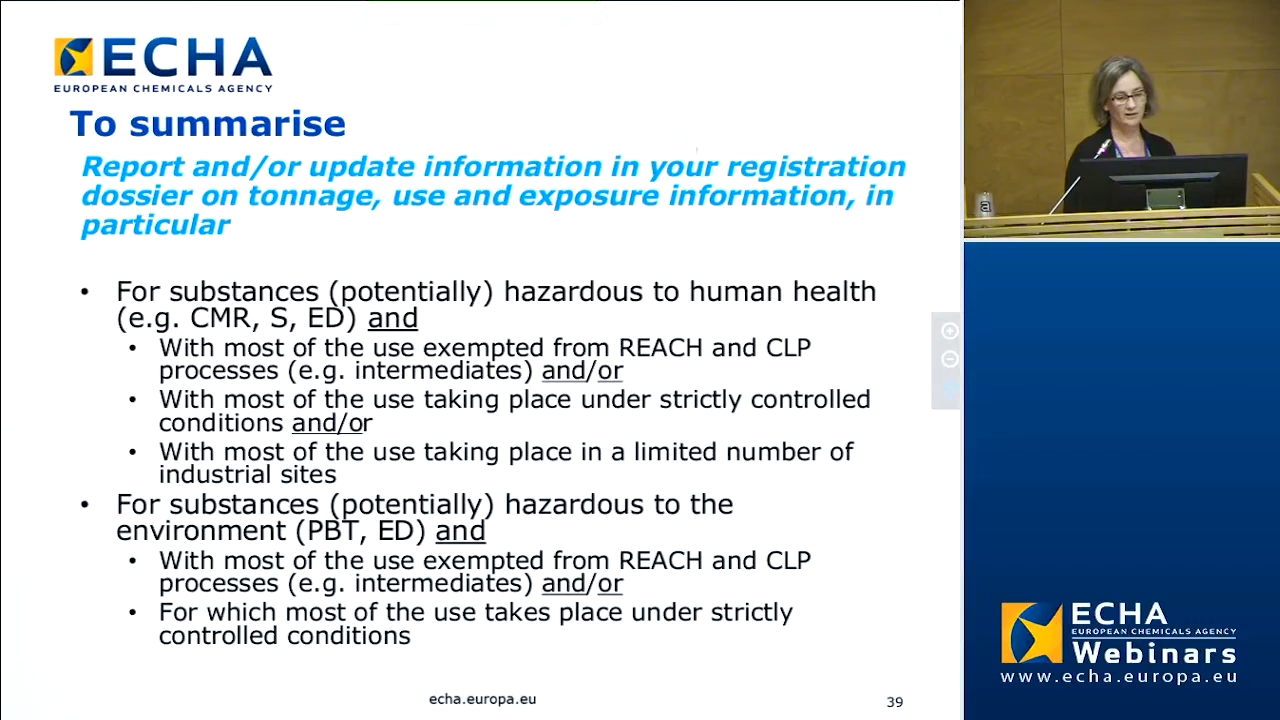 ECHA
EUROPEAN CHEMICALS AGENCY
To summarise
Report and/or update information in your registration
dossier on tonnage, use and exposure information, in
particular
• For substances (potentially) hazardous to human health
(e.g. CMR, S, ED) and
• With most of the use exempted from REACH and CLP
processes (e.g. intermediates) and/or
• With most of the use taking place under strictly controlled
conditions and/or
• With most of the use taking place in a limited number of
industrial sites
• For substances (potentially) hazardous to the
environment (PBT, ED) and
• With most of the use exempted from REACH and CLP
processes (e.g. intermediates) and/or
• For which most of the use takes place under strictly
controlled conditions
echa.europa.eu
39
ECHA
EUROPEAN CHEMICALS AGENCY
Webinars
www.echa.europa.eu